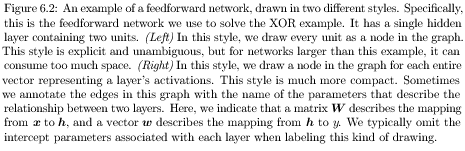 Figure 6.2: An example of a feedforward network, drawn in two different styles. Specifically,
this is the feedforward network we use to solve the XOR example. It has a single hidden
layer containing two units. (Left) In this style, we draw every unit as a node in the graph.
This style is explicit and unambiguous, but for networks larger than this example, it can
consume too much space. (Right) In this style, we draw a node in the graph for each entire
vector representing a layer's activations. This style is much more compact. Sometimes
we annotate the edges in this graph with the name of the parameters that describe the
relationship between two layers. Here, we indicate that a matrix W describes the mapping
from x to h, and a vector w describes the mapping from h to y. We typically omit the
intercept parameters associated with each layer when labeling this kind of drawing.